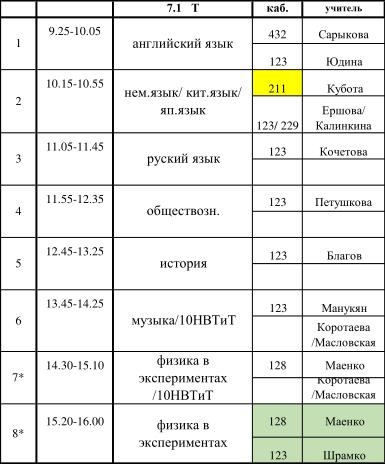 7.1 Т каб. учитель
1 9.25-10.05 английский язык 432 Сарыкова
123 Юдина
2 10.15-10.55 нем.язык/ кит.язык/ 211 Кубота
яп.язык 123/ 229 Ершова/
Калинкина
3 11.05-11.45 руский язык 123 Кочетова
4 11.55-12.35 обществозн. 123 Петушкова
5 12.45-13.25 история 123 Благов
6 13.45-14.25 музыка/10НВТиТ 123 Манукян
Коротаева
/Масловская
7* 14.30-15.10 физика в 128 Маенко
экспериментах Коротаева
/10НВТиТ /Масловская
8* 15.20-16.00 физика в 128 Маенко
экспериментах 123 Шрамко